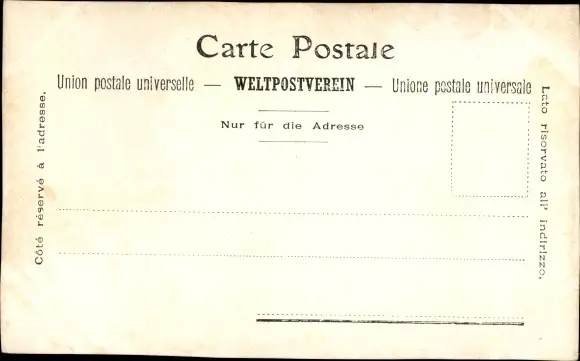 Carte Postale
Union postale universelle — WELTPOSTVEREIN — Unione postale universale
Nur für die Adresse
Côté réservé à l'adresse.
Lato risorvato all' indirizzo.